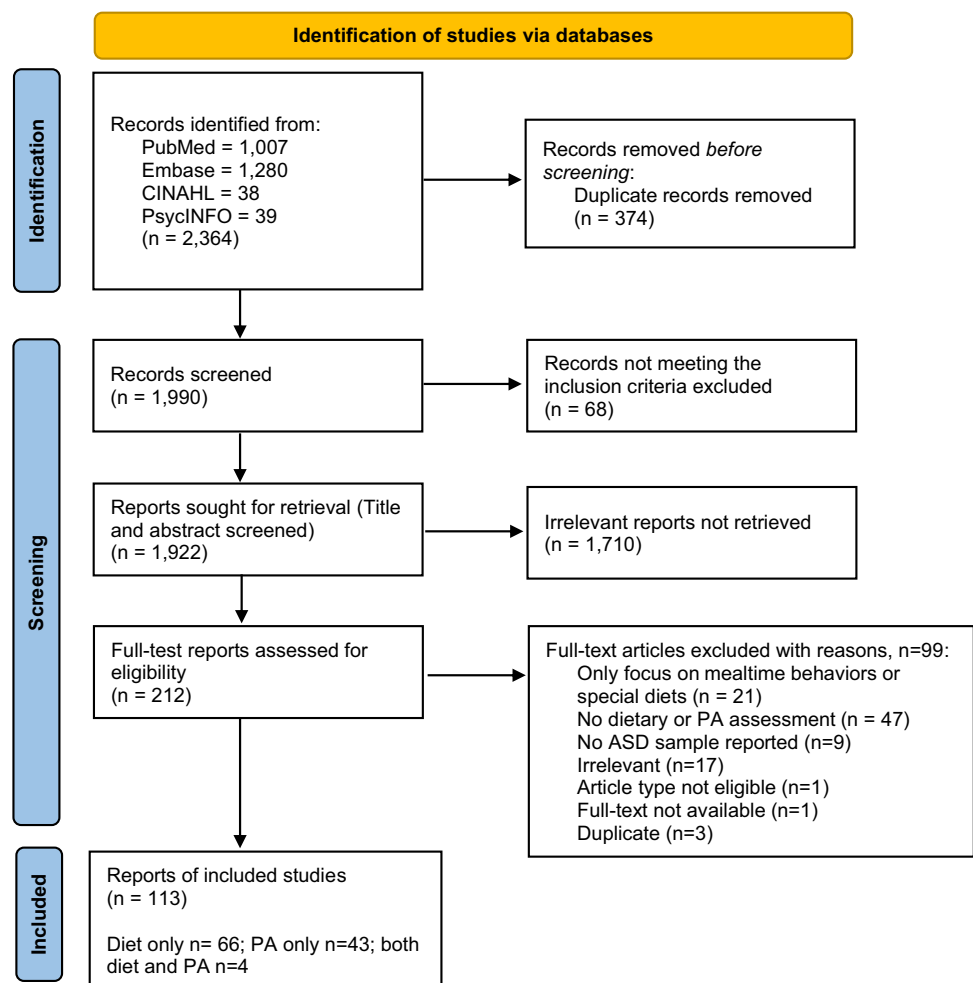 Identification of studies via databases
Identification
Records identified from:
PubMed = 1,007
Embase = 1,280
CINAHL = 38
PsycINFO = 39
(n = 2,364)
Records removed before
screening:
Duplicate records removed
(n = 374)
Screening
Records screened
(n = 1,990)
Records not meeting the
inclusion criteria excluded
(n = 68)
Reports sought for retrieval (Title
and abstract screened)
(n = 1,922)
Irrelevant reports not retrieved
(n = 1,710)
Full-test reports assessed for
eligibility
(n = 212)
Full-text articles excluded with reasons, n=99:
Only focus on mealtime behaviors or
special diets (n = 21)
No dietary or PA assessment (n = 47)
No ASD sample reported (n=9)
Irrelevant (n=17)
Article type not eligible (n=1)
Full-text not available (n=1)
Duplicate (n=3)
Included
Reports of included studies
(n = 113)
Diet only n= 66; PA only n=43; both
diet and PA n=4